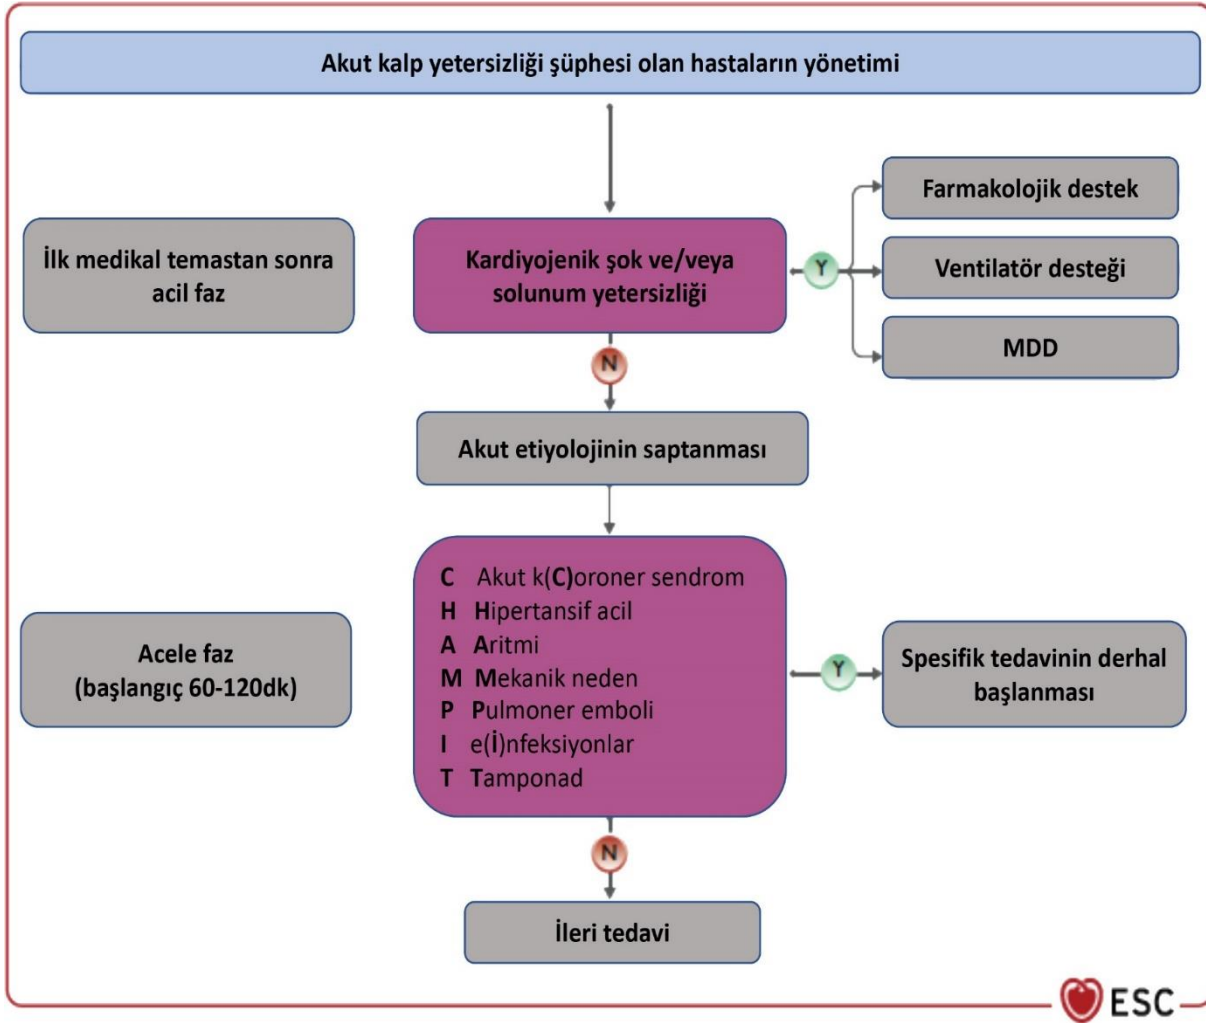 Akut kalp yetersizliği şüphesi olan hastaların yönetimi
İlk medikal temastan sonra
acil faz
Kardiyojenik şok ve/veya
solunum yetersizliği
Y
Farmakolojik destek
Ventilatör desteği
MDD
N
Akut etiyolojinin saptanması
Acele faz
(başlangıç 60-120dk)
C Akut k(C)oroner sendrom
H Hipertansif acil
A Aritmi
M Mekanik neden
P Pulmoner emboli
I e(İ)nfeksiyonlar
T Tamponad
Y
Spesifik tedavinin derhal
başlanması
N
İleri tedavi
ESC